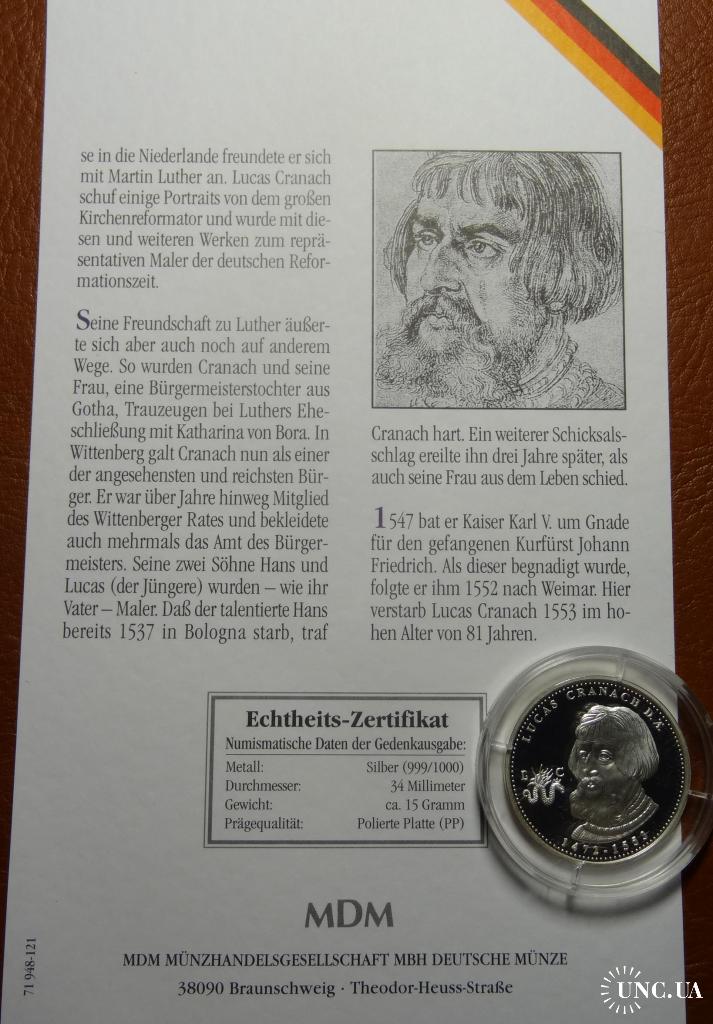 se in die Niederlande freundete er sich
mit Martin Luther an. Lucas Cranach
schuf einige Portraits von dem großen
Kirchenreformator und wurde mit die-
sen und weiteren Werken zum reprä-
sentativen Maler der deutschen Refor-
mationszeit.
Seine Freundschaft zu Luther äußer-
te sich aber auch noch auf anderem
Wege. So wurden Cranach und seine
Frau, eine Bürgermeisterstochter aus
Gotha, Trauzeugen bei Luthers Ehe-
schließung mit Katharina von Bora. In
Wittenberg galt Cranach nun als einer
der angesehensten und reichsten Bür-
ger. Er war über Jahre hinweg Mitglied
des Wittenberger Rates und bekleidete
auch mehrmals das Amt des Bürger-
meisters. Seine zwei Söhne Hans und
Lucas (der Jüngere) wurden – wie ihr
Vater – Maler. Daß der talentierte Hans
bereits 1537 in Bologna starb, traf
Cranach hart. Ein weiterer Schicksals-
schlag ereilte ihn drei Jahre später, als
auch seine Frau aus dem Leben schied.
1547 bat er Kaiser Karl V. um Gnade
für den gefangenen Kurfürst Johann
Friedrich. Als dieser begnadigt wurde,
folgte er ihm 1552 nach Weimar. Hier
verstarb Lucas Cranach 1553 im ho-
hen Alter von 81 Jahren.
Echtheits-Zertifikat
Numismatische Daten der Gedenkausgabe:
Metall: Silber (999/1000)
Durchmesser: 34 Millimeter
Gewicht: ca. 15 Gramm
Prägequalität: Polierte Platte (PP)
LUCAS CRANACH D.Ä.
1472-1553
MDM
MDM MÜNZHANDELSGESELLSCHAFT MBH DEUTSCHE MÜNZE
38090 Braunschweig · Theodor-Heuss-Straße
71 948-121
UNC.UA